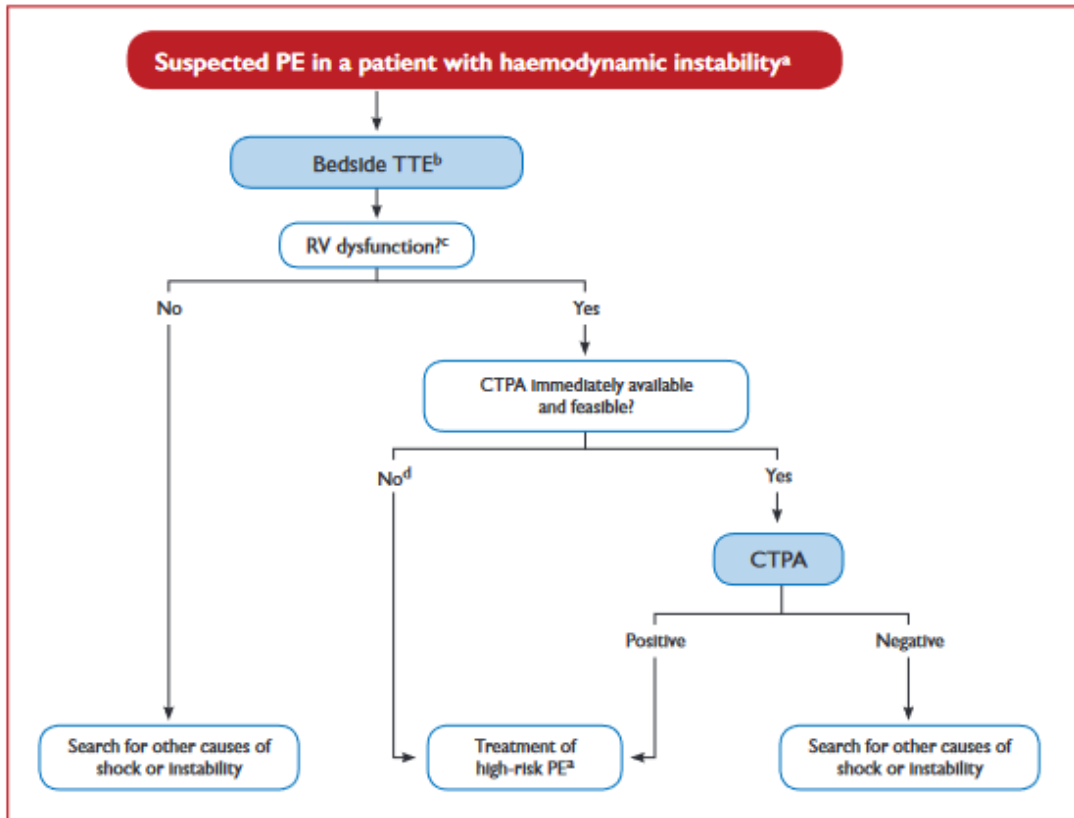 Suspected PE in a patient with haemodynamic instabilityᵃ
Bedside TTEᵇ
RV dysfunction?ᶜ
No
Yes
CTPA immediately available
and feasible?
Noᵈ
Yes
CTPA
Positive
Negative
Search for other causes of
shock or instability
Treatment of
high-risk PEᵃ
Search for other causes of
shock or instability